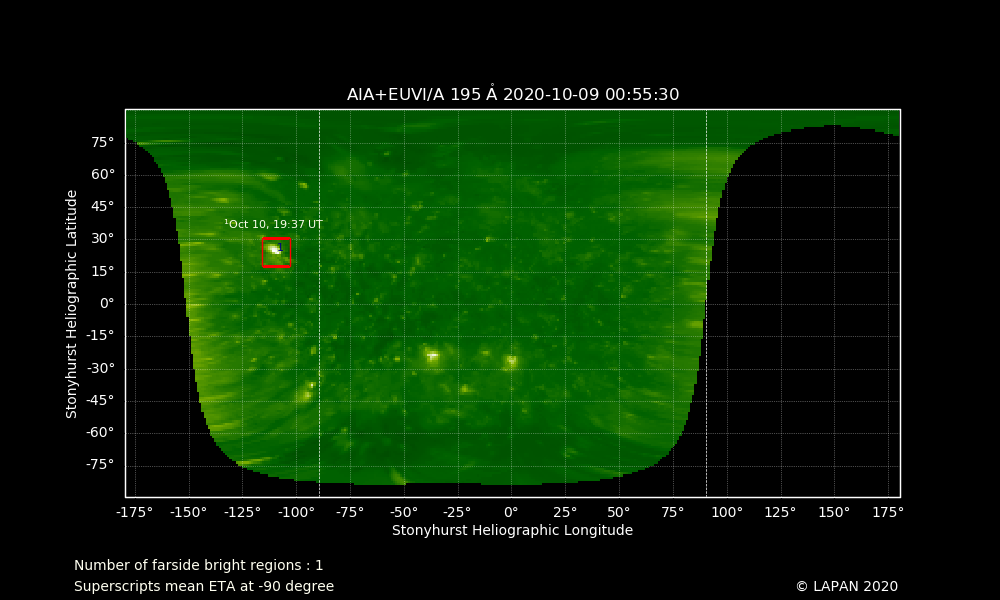 AIA+EUVI/A 195 Å 2020-10-09 00:55:30
75°
60°
45°
¹Oct 10, 19:37 UT
30°
1
15°
0°
-15°
-30°
-45°
-60°
-75°
Stonyhurst Heliographic Latitude
-175° -150° -125° -100° -75° -50° -25° 0° 25° 50° 75° 100° 125° 150° 175°
Stonyhurst Heliographic Longitude
Number of farside bright regions : 1
Superscripts mean ETA at -90 degree
© LAPAN 2020